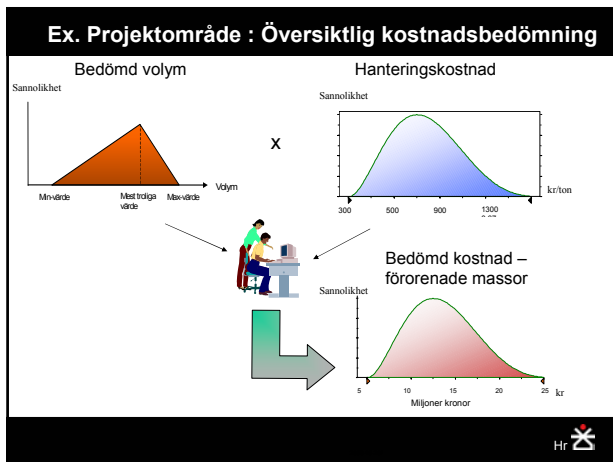 Ex. Projektområde : Översiktlig kostnadsbedömning
Bedömd volym
Hanteringskostnad
Sannolikhet
Sannolikhet
x
Volym
Min-värde
Mest troliga
värde
Max-värde
kr/ton
300 500 900 1300
Bedömd kostnad –
förorenade massor
Sannolikhet
5 10 15 20 25 kr
Miljoner kronor
Hr